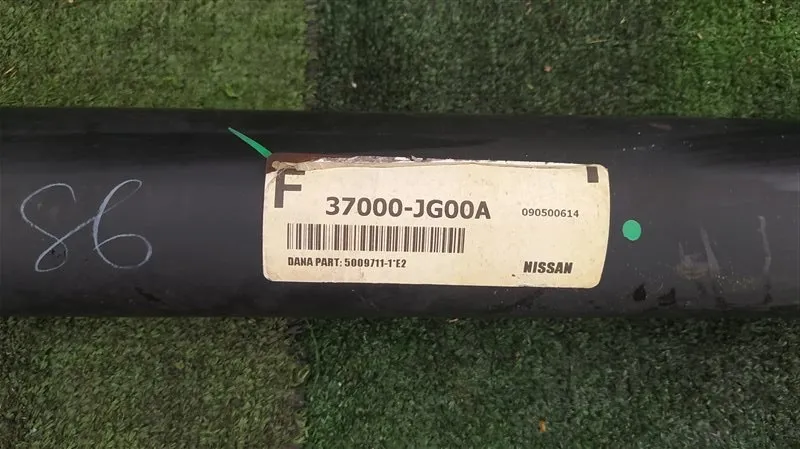 86
F
37000-JG00A
090500614
DANA PART: 5009711-1*E2
NISSAN